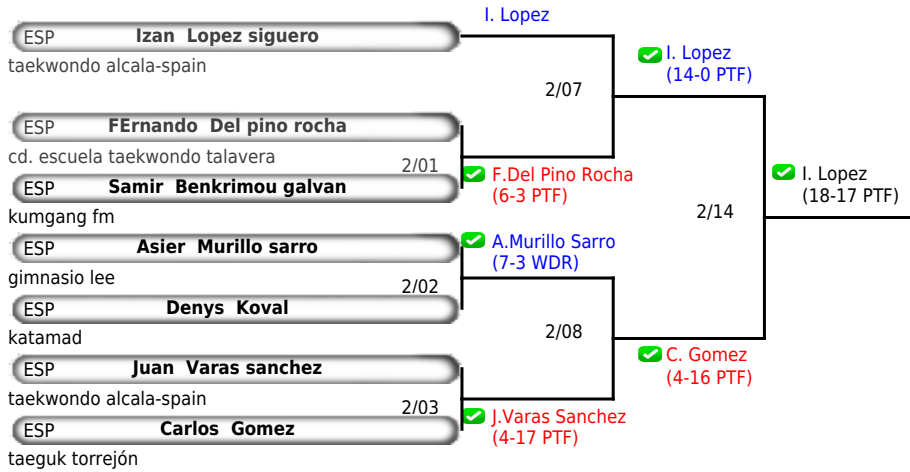 I. Lopez
ESP Izan Lopez siguero
taekwondo alcala-spain
I. Lopez
(14-0 PTF)
2/07
ESP FErnando Del pino rocha
cd. escuela taekwondo talavera
2/01
ESP Samir Benkrimou galvan
kumgang fm
F.Del Pino Rocha
(6-3 PTF)
I. Lopez
(18-17 PTF)
2/14
ESP Asier Murillo sarro
gimnasio lee
A.Murillo Sarro
(7-3 WDR)
2/02
ESP Denys Koval
katamad
2/08
ESP Juan Varas sanchez
taekwondo alcala-spain
C. Gomez
(4-16 PTF)
2/03
ESP Carlos Gomez
taeguk torrejón
J.Varas Sanchez
(4-17 PTF)